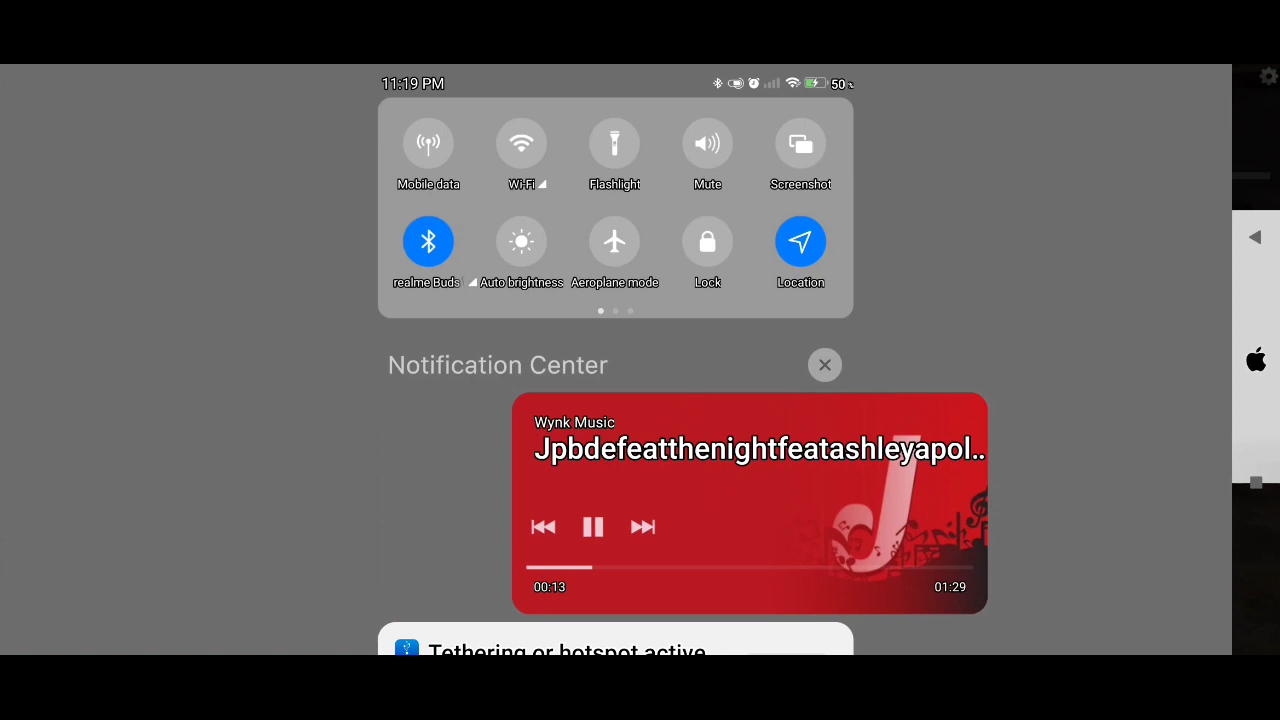 11:19 PM
50
Mobile data
Wi-Fi
Flashlight
Mute
Screenshot
realme Buds
Auto brightness
Aeroplane mode
Lock
Location
Notification Center
Wynk Music
Jpbdefeatthenightfeatashleyapol..
J
00:13
01:29
Tethering or hotspot active